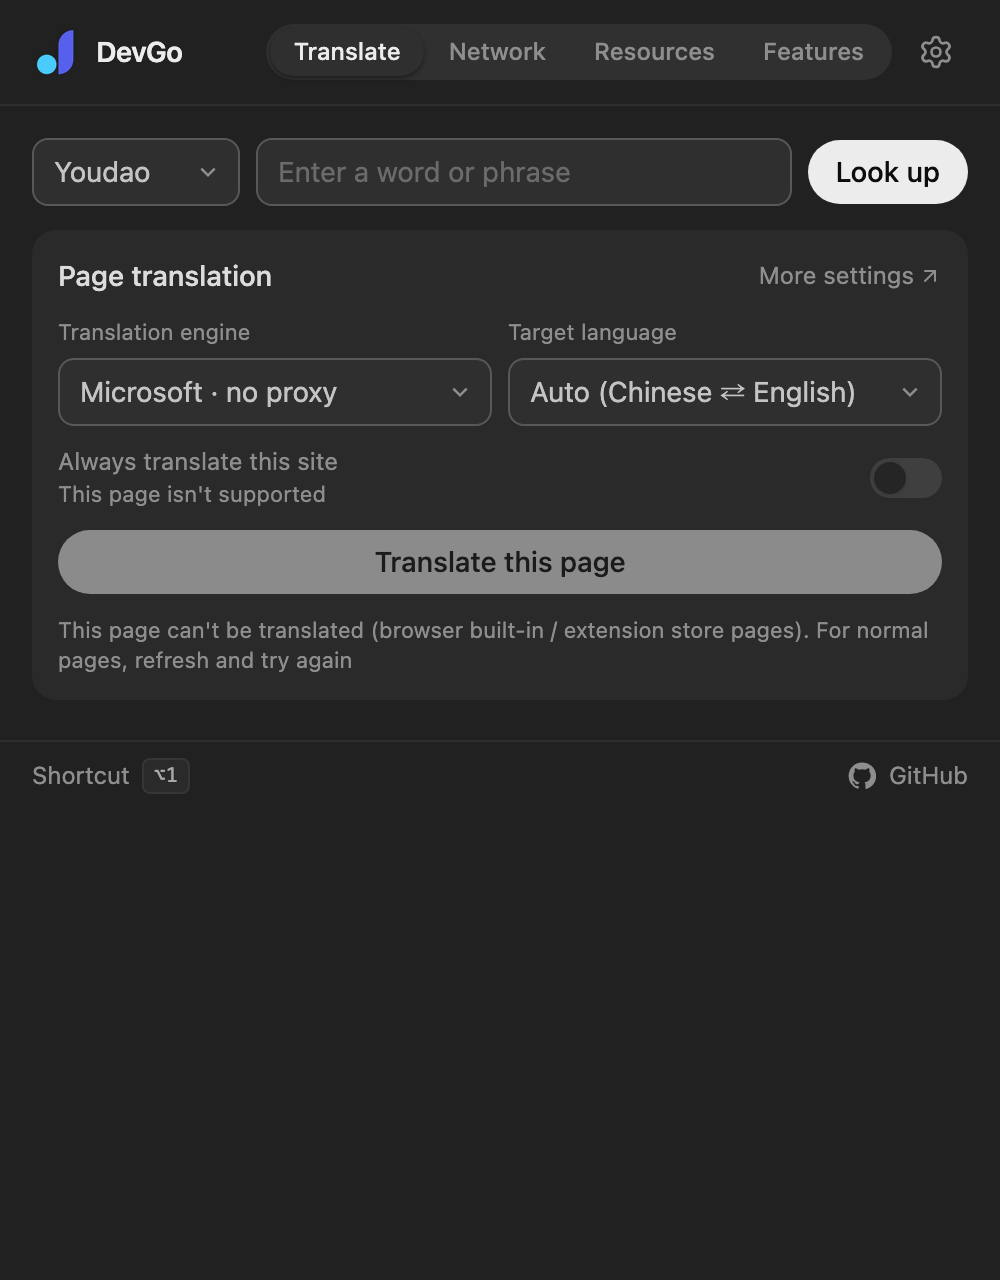 DevGo
Translate
Network
Resources
Features
Youdao
Enter a word or phrase
Look up
Page translation
More settings ↗
Translation engine
Target language
Microsoft · no proxy
Auto (Chinese ⇄ English)
Always translate this site
This page isn't supported
Translate this page
This page can't be translated (browser built-in / extension store pages). For normal
pages, refresh and try again
Shortcut ⌥1
GitHub